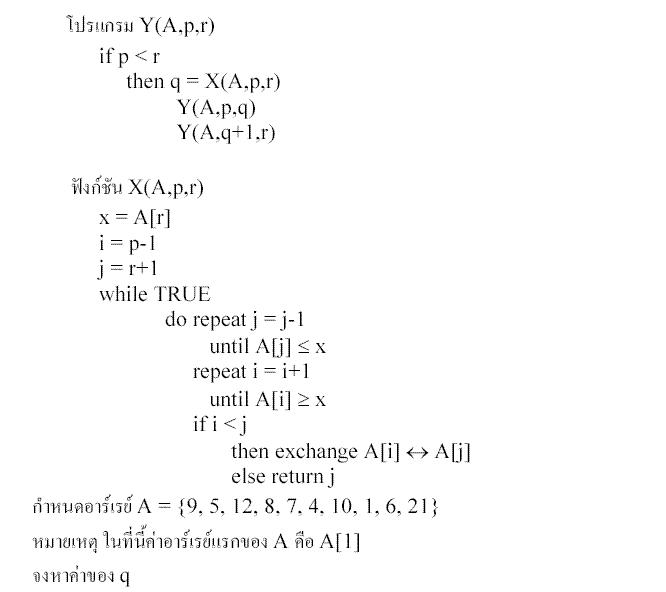 โปรแกรม Y(A,p,r)
if p < r
then q = X(A,p,r)
Y(A,p,q)
Y(A,q+1,r)
ฟังก์ชัน X(A,p,r)
x = A[r]
i = p-1
j = r+1
while TRUE
do repeat j = j-1
until A[j] ≤ x
repeat i = i+1
until A[i] ≥ x
if i < j
then exchange A[i] ↔ A[j]
else return j
กำหนดอาร์เรย์ A = {9, 5, 12, 8, 7, 4, 10, 1, 6, 21}
หมายเหตุ ในที่นี้ค่าอาร์เรย์แรกของ A คือ A[1]
จงหาค่าของ q